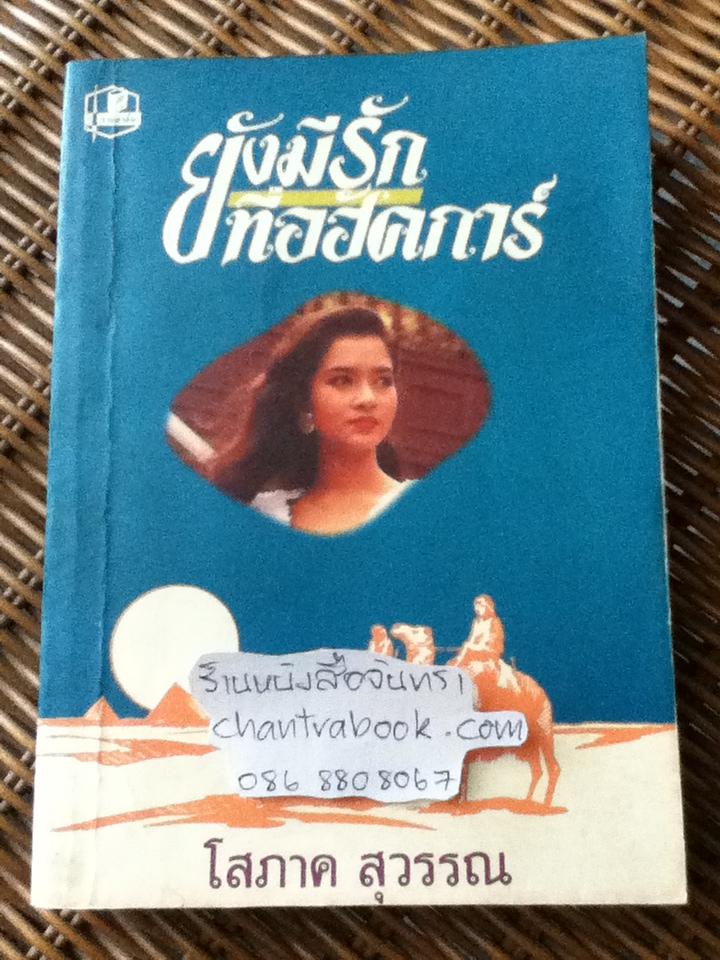 ยังมีรัก
ที่ออัคการ์
ร้านหนังสือจันทรา
chantrabook.com
086 8808067
โสภาค สุวรรณ